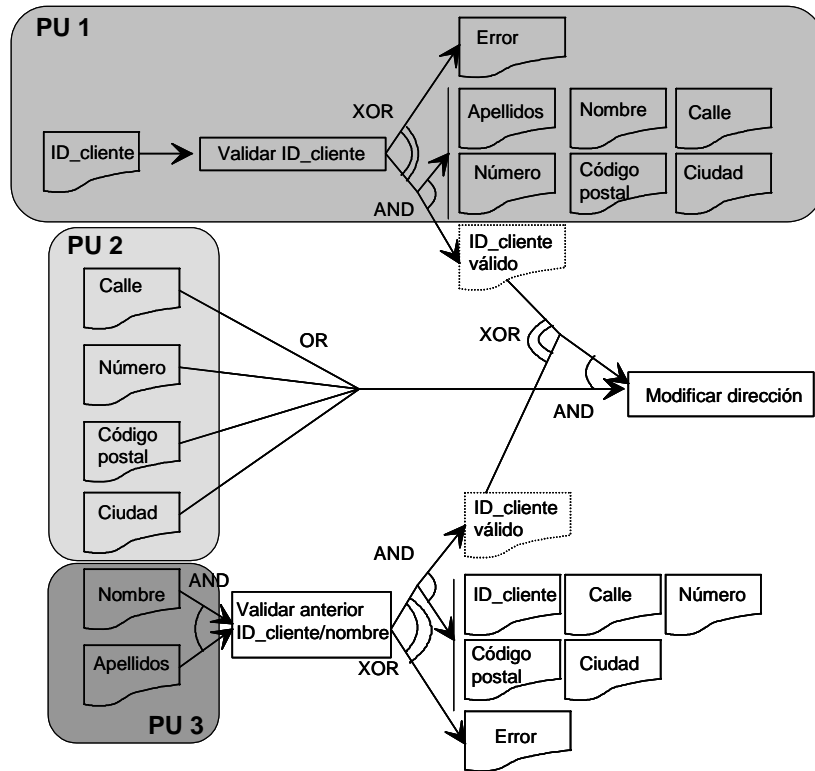 PU 1
Error
XOR
Apellidos
Nombre
Calle
ID_cliente
Validar ID_cliente
Número
Código
postal
Ciudad
AND
PU 2
ID_cliente
válido
Calle
OR
XOR
Número
Modificar dirección
AND
Código
postal
Ciudad
ID_cliente
válido
AND
AND
Nombre
Validar anterior
ID_cliente/nombre
ID_cliente
Calle
Número
Apellidos
XOR
Código
postal
Ciudad
PU 3
Error